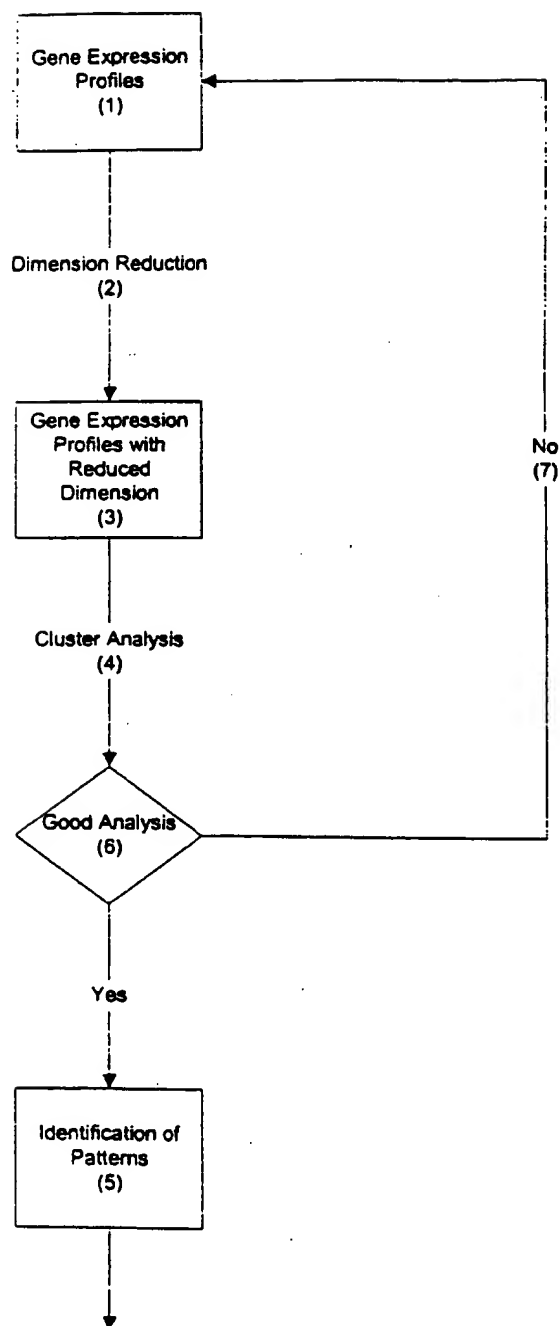 Gene Expression
Profiles
(1)
Dimension Reduction
(2)
Gene Expression
Profiles with
Reduced
Dimension
(3)
No
(7)
Cluster Analysis
(4)
Good Analysis
(6)
Yes
Identification of
Patterns
(5)